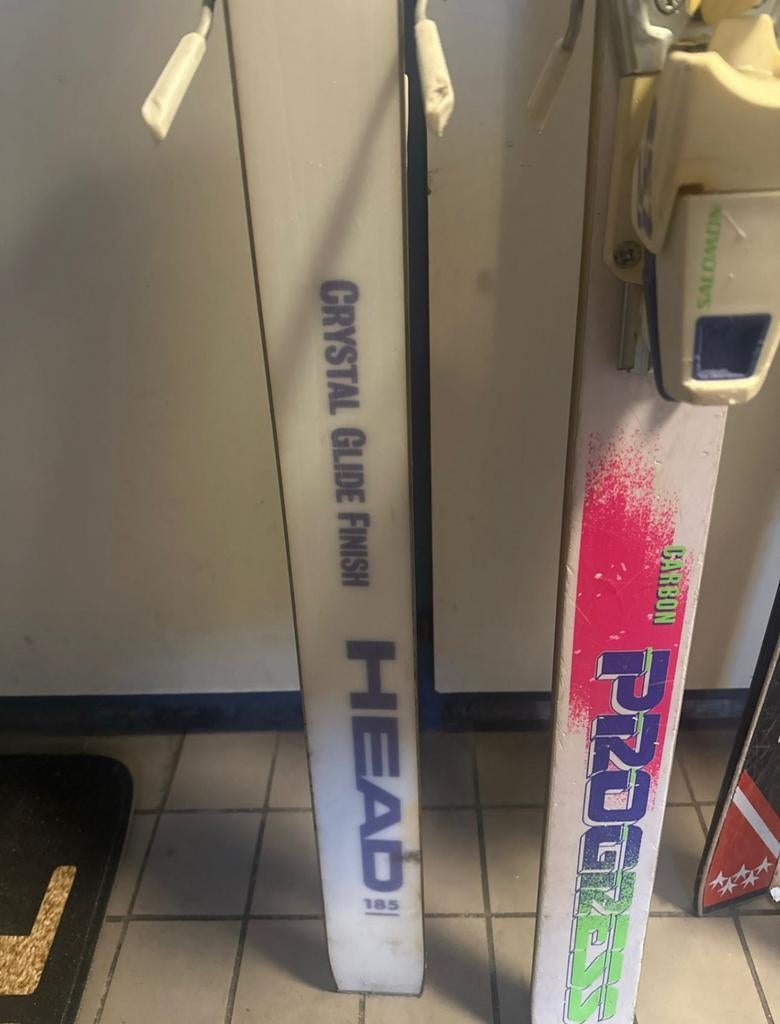 CRYSTAL GLIDE FINISH
HEAD
185
SALOMON
CARBON
PROGRESS